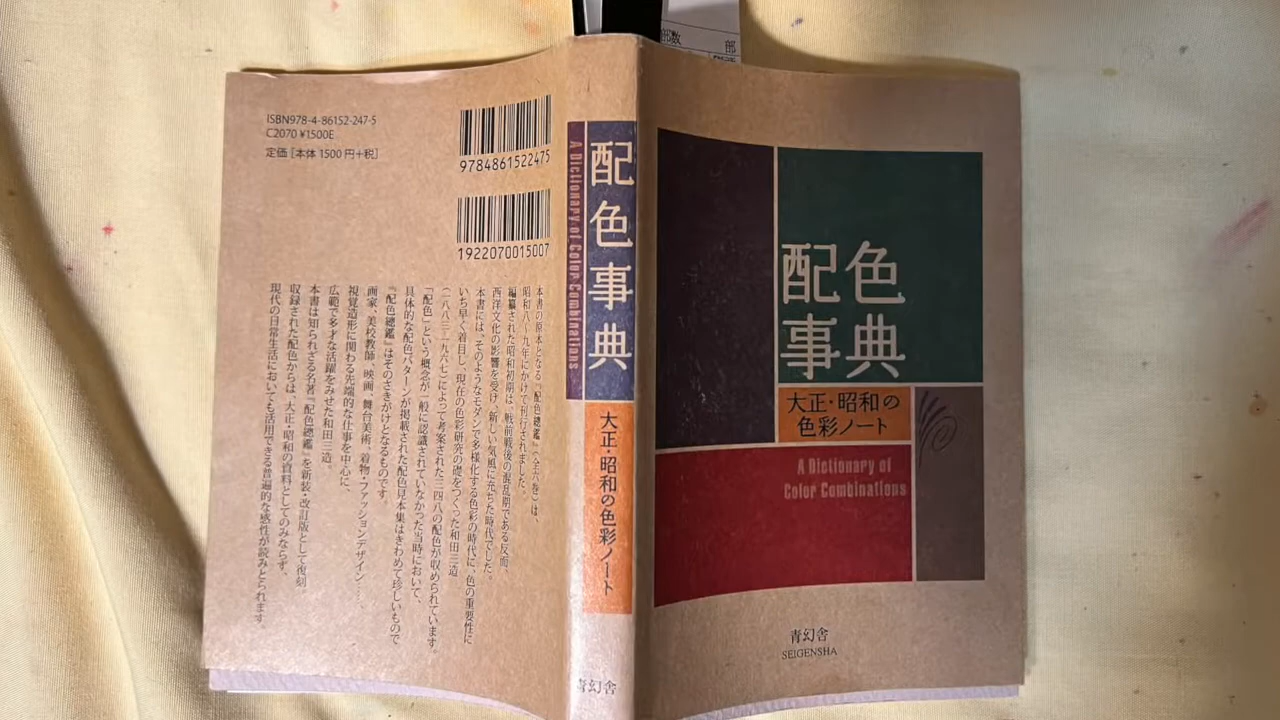 部数 部
ISBN978-4-86152-247-5
C2070 ¥1500E
定価[本体 1500 円+税]
9784861522475
1922070015007
本書の原本となる『配色總鑑』(全六巻)は、
昭和八〜九年にかけて刊行されました。
編纂された昭和初期は、戦前戦後の混乱期である反面、
西洋文化の影響を受け、新しい気風に充ちた時代でした。
本書には、そのようなモダンで多様化する色彩の時代に、色の重要性に
いち早く着目し、現在の色彩研究の礎をつくった和田三造
(一八八三-一九六七)によって考案された三四八の配色が収められています。
「配色」という概念が一般に認識されていなかった当時において、
具体的な配色パターンが掲載された配色見本集はきわめて珍しいもので
『配色總鑑』はそのさきがけとなるものです。
画家、美校教師、映画、舞台美術、着物・ファッションデザイン……、
視覚造形に関わる先端的な仕事を中心に、
広範で多才な活躍をみせた和田三造。
本書は知られざる名著『配色總鑑』を新装・改訂版として復刻。
収録された配色からは、大正・昭和の資料としてのみならず、
現代の日常生活においても活用できる普遍的な感性が読みとられます。
配色事典
A Dictionary of Color Combinations
大正・昭和の色彩ノート
青幻舎
配色
事典
大正・昭和の
色彩ノート
A Dictionary of
Color Combinations
青幻舎
SEIGENSHA